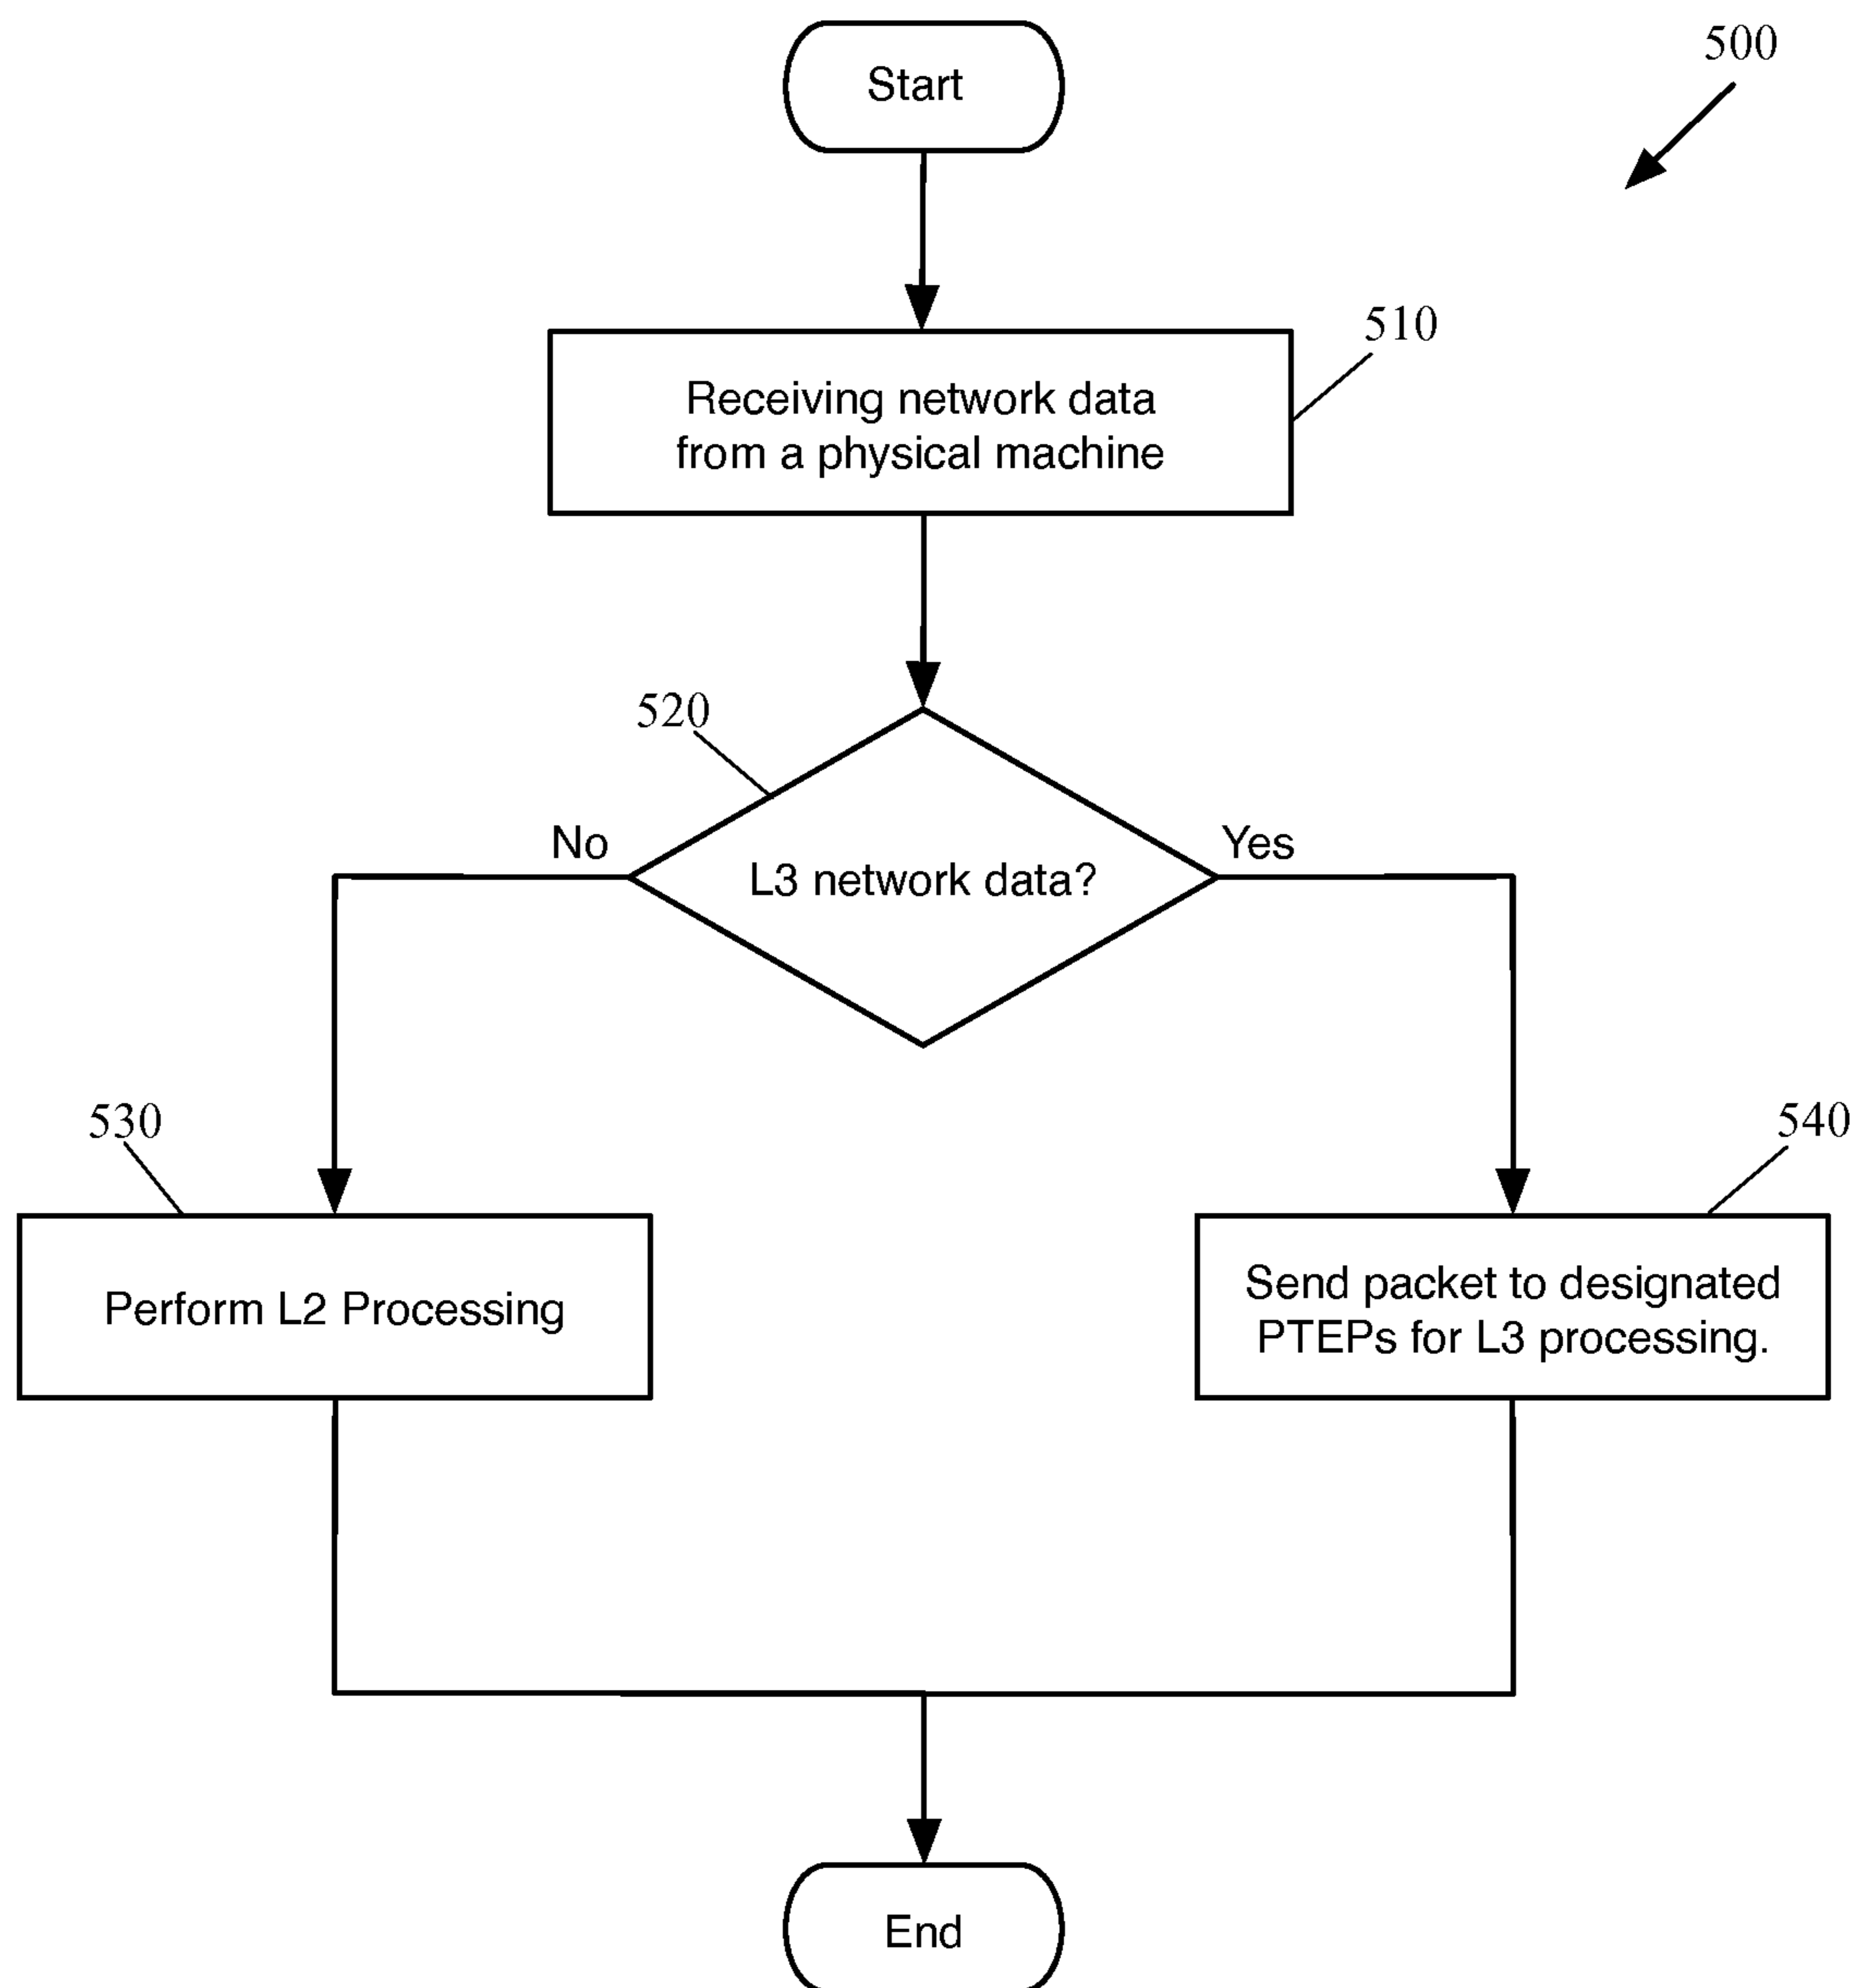 500
Start
510
Receiving network data
from a physical machine
520
No
Yes
L3 network data?
530
540
Perform L2 Processing
Send packet to designated
PTEPs for L3 processing.
End